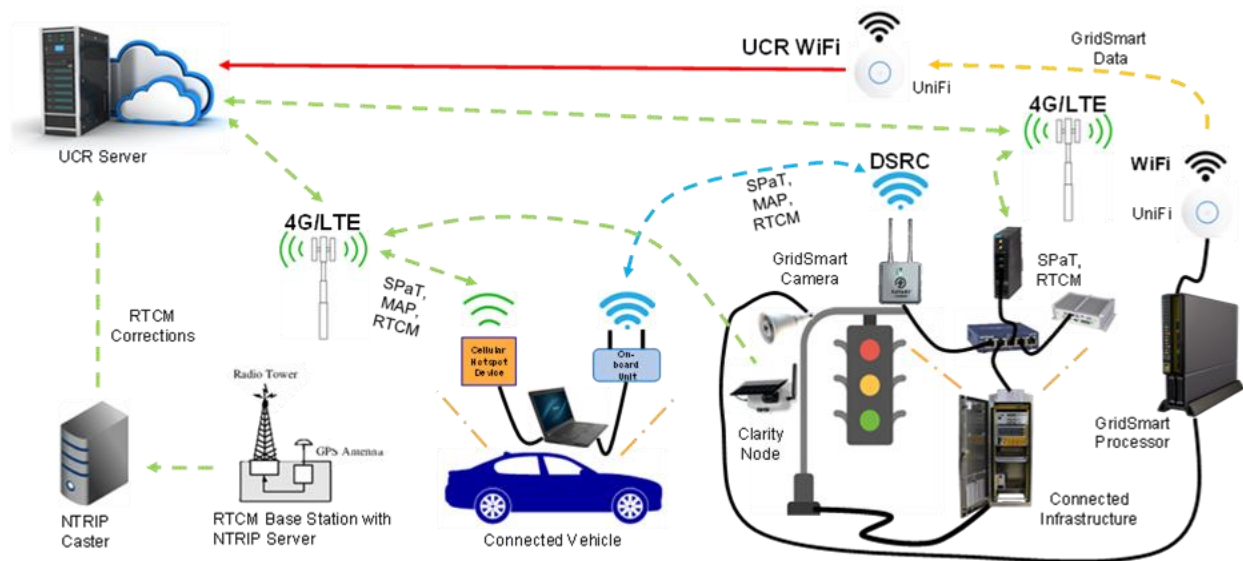 UCR WiFi
UniFi
GridSmart
Data
4G/LTE
UCR Server
WiFi
UniFi
DSRC
SPaT,
MAP,
RTCM
4G/LTE
GridSmart
Camera
SPaT,
RTCM
SPaT,
MAP,
RTCM
RTCM
Corrections
Cellular
Hotspot
Device
On-
board
Unit
Radio Tower
GPS Antenna
Clarity
Node
GridSmart
Processor
NTRIP
Caster
RTCM Base Station with
NTRIP Server
Connected Vehicle
Connected
Infrastructure